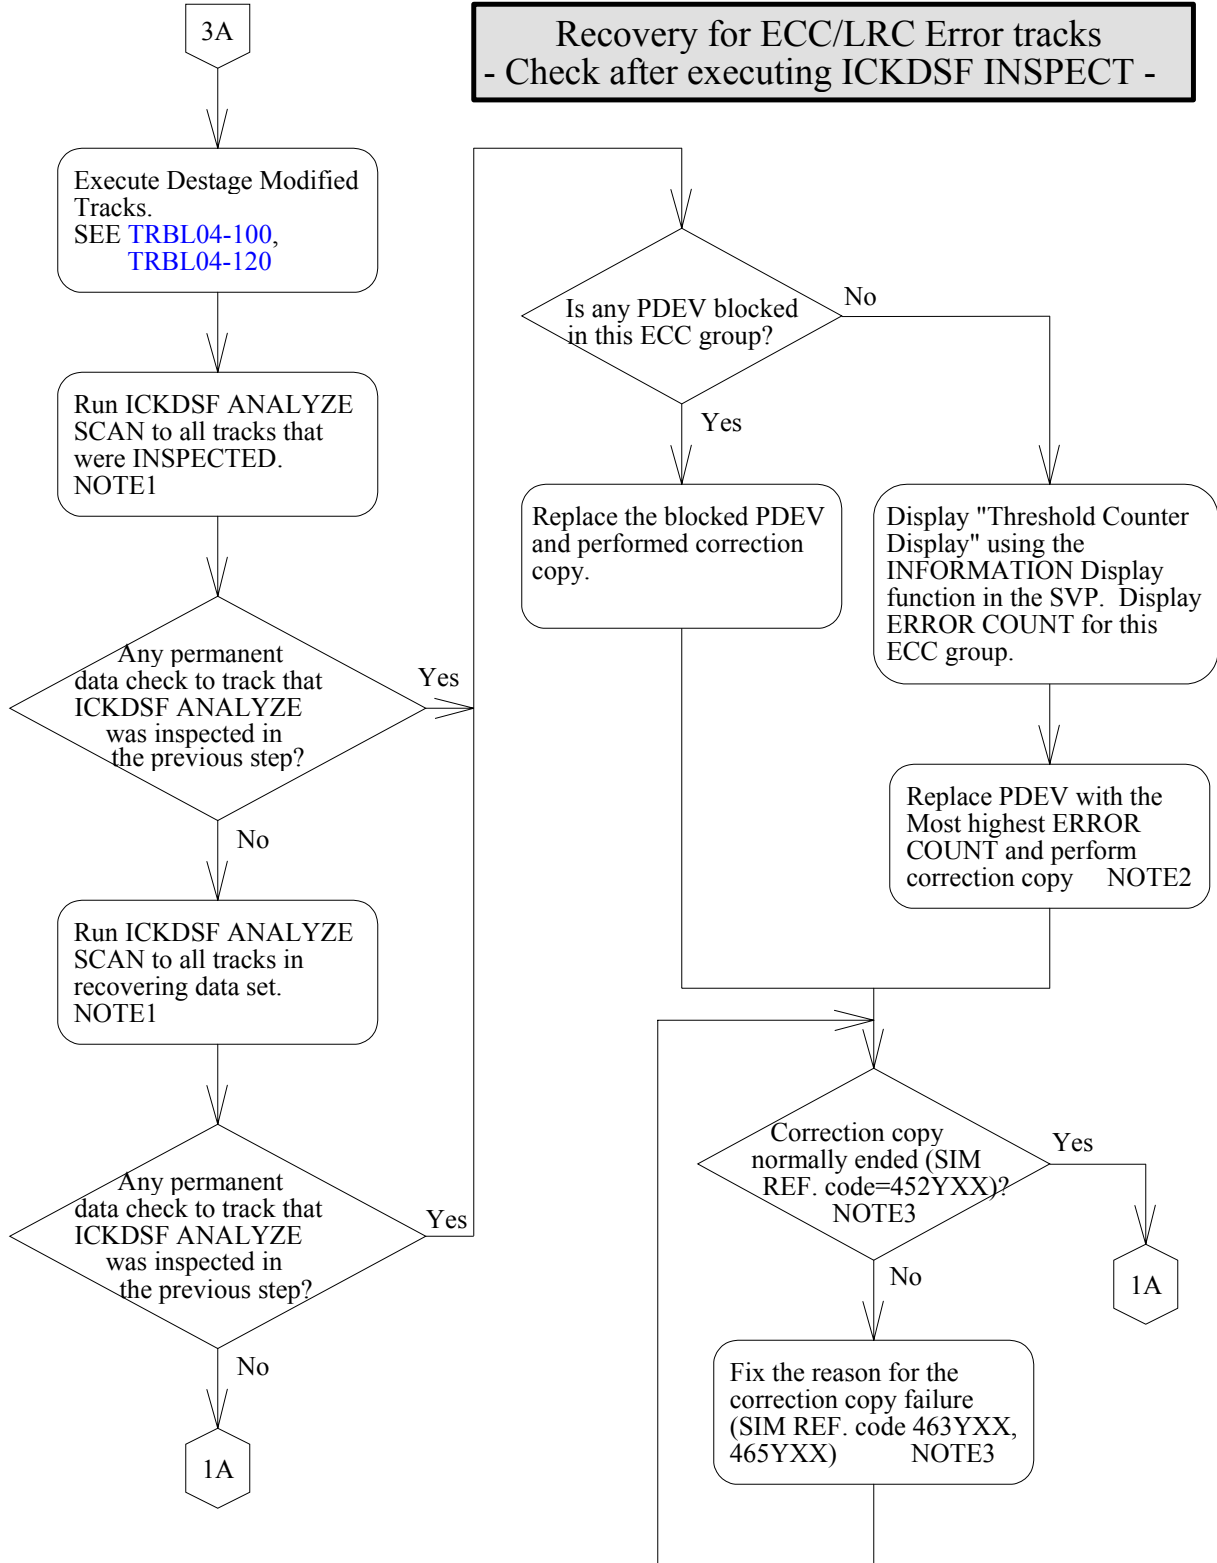 3A
Recovery for ECC/LRC Error tracks
- Check after executing ICKDSF INSPECT -
Execute Destage Modified
Tracks.
SEE TRBL04-100,
TRBL04-120
Run ICKDSF ANALYZE
SCAN to all tracks that
were INSPECTED.
NOTE1
Any permanent
data check to track that
ICKDSF ANALYZE
was inspected in
the previous step?
Yes
No
Run ICKDSF ANALYZE
SCAN to all tracks in
recovering data set.
NOTE1
Any permanent
data check to track that
ICKDSF ANALYZE
was inspected in
the previous step?
Yes
No
1A
Is any PDEV blocked
in this ECC group?
No
Yes
Replace the blocked PDEV
and performed correction
copy.
Display "Threshold Counter
Display" using the
INFORMATION Display
function in the SVP.  Display
ERROR COUNT for this
ECC group.
Replace PDEV with the
Most highest ERROR
COUNT and perform
correction copy NOTE2
Correction copy
normally ended (SIM
REF. code=452YXX)?
NOTE3
Yes
No
1A
Fix the reason for the
correction copy failure
(SIM REF. code 463YXX,
465YXX) NOTE3